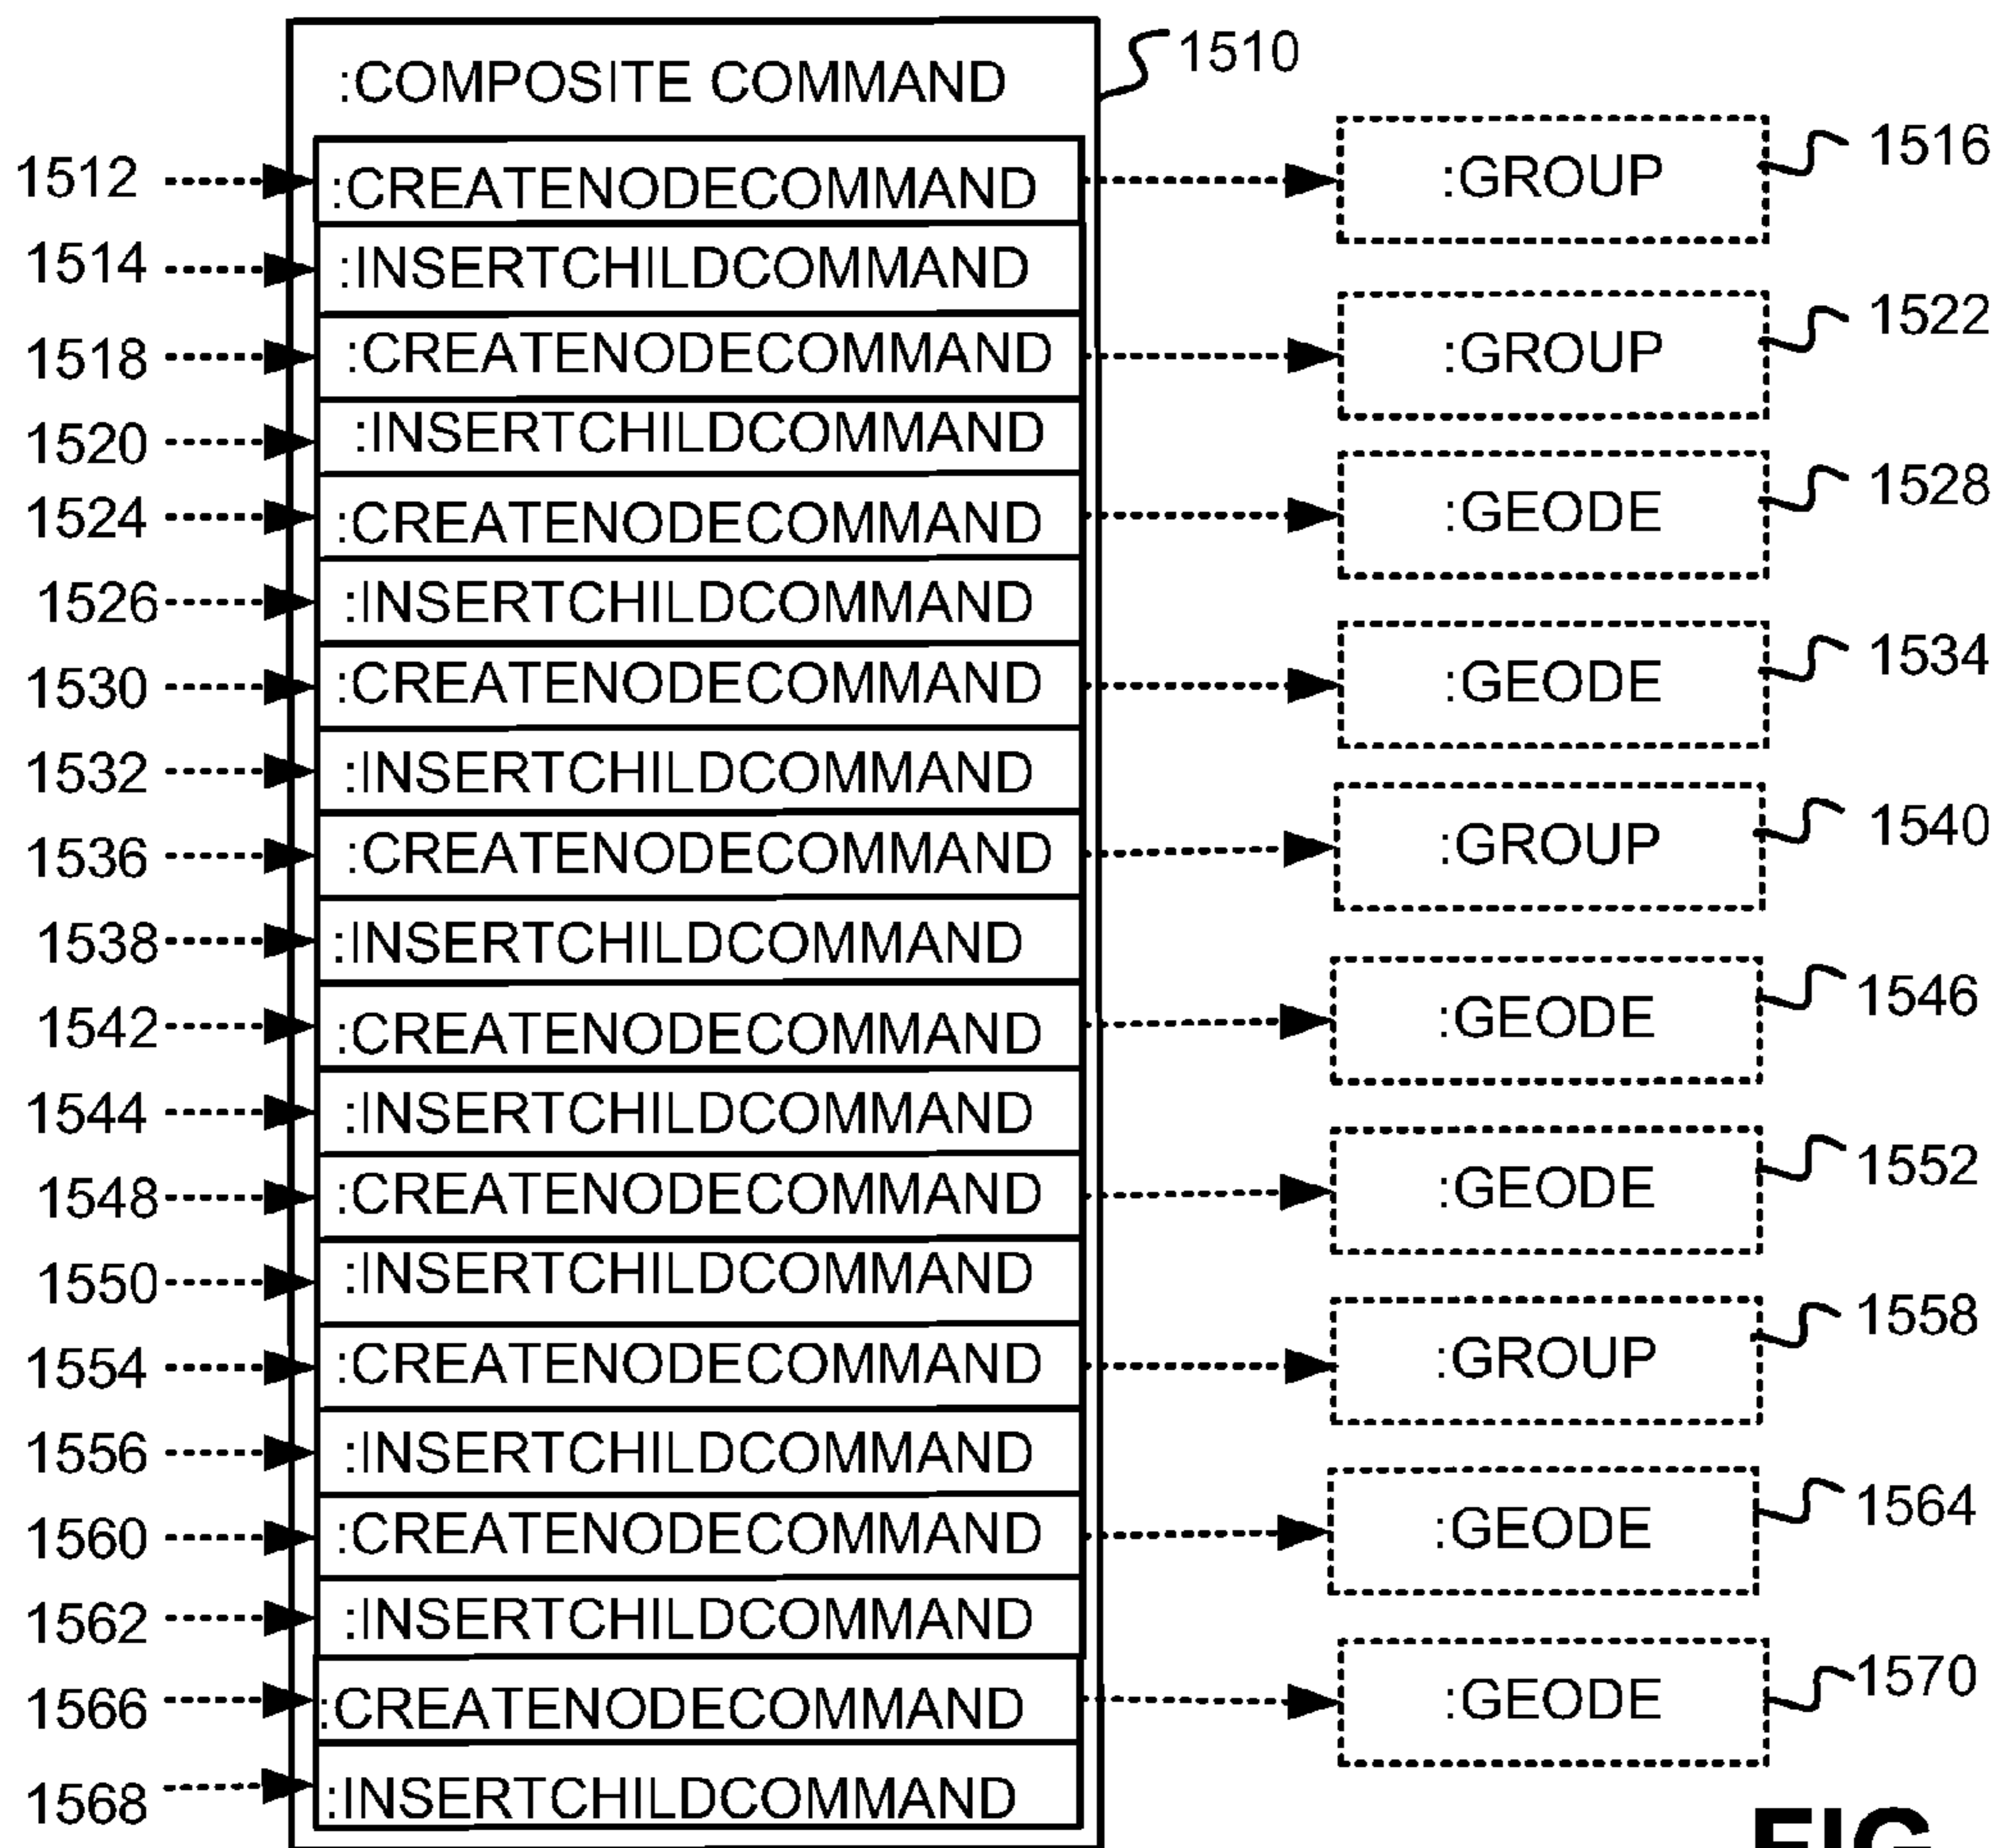 :COMPOSITE COMMAND 1510
1512 :CREATENODECOMMAND :GROUP 1516
1514 :INSERTCHILDCOMMAND
1518 :CREATENODECOMMAND :GROUP 1522
1520 :INSERTCHILDCOMMAND
1524 :CREATENODECOMMAND :GEODE 1528
1526 :INSERTCHILDCOMMAND
1530 :CREATENODECOMMAND :GEODE 1534
1532 :INSERTCHILDCOMMAND
1536 :CREATENODECOMMAND :GROUP 1540
1538 :INSERTCHILDCOMMAND
1542 :CREATENODECOMMAND :GEODE 1546
1544 :INSERTCHILDCOMMAND
1548 :CREATENODECOMMAND :GEODE 1552
1550 :INSERTCHILDCOMMAND
1554 :CREATENODECOMMAND :GROUP 1558
1556 :INSERTCHILDCOMMAND
1560 :CREATENODECOMMAND :GEODE 1564
1562 :INSERTCHILDCOMMAND
1566 :CREATENODECOMMAND :GEODE 1570
1568 :INSERTCHILDCOMMAND
FIG